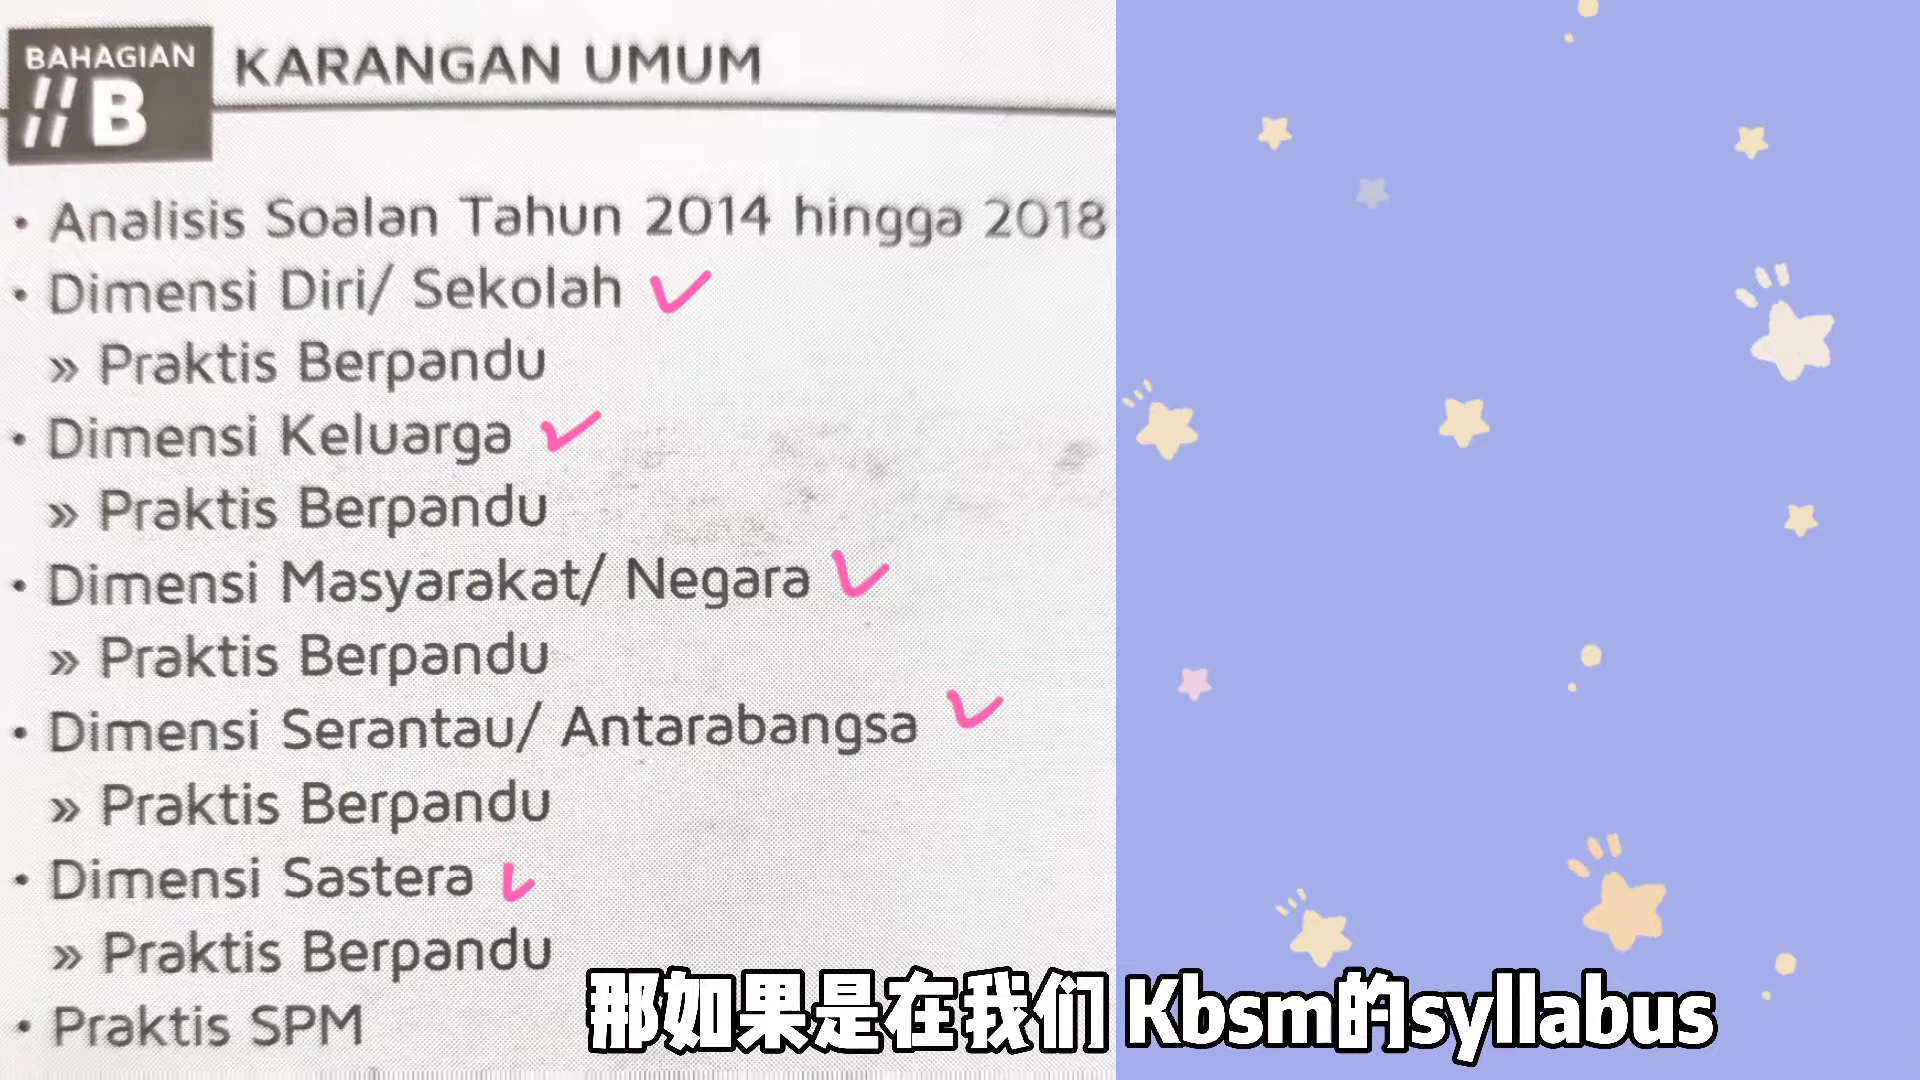 BAHAGIAN
B
KARANGAN UMUM
• Analisis Soalan Tahun 2014 hingga 2018
• Dimensi Diri/ Sekolah
» Praktis Berpandu
• Dimensi Keluarga
» Praktis Berpandu
• Dimensi Masyarakat/ Negara
» Praktis Berpandu
• Dimensi Serantau/ Antarabangsa
» Praktis Berpandu
• Dimensi Sastera
» Praktis Berpandu
• Praktis SPM
那如果是在我们 Kbsm的syllabus